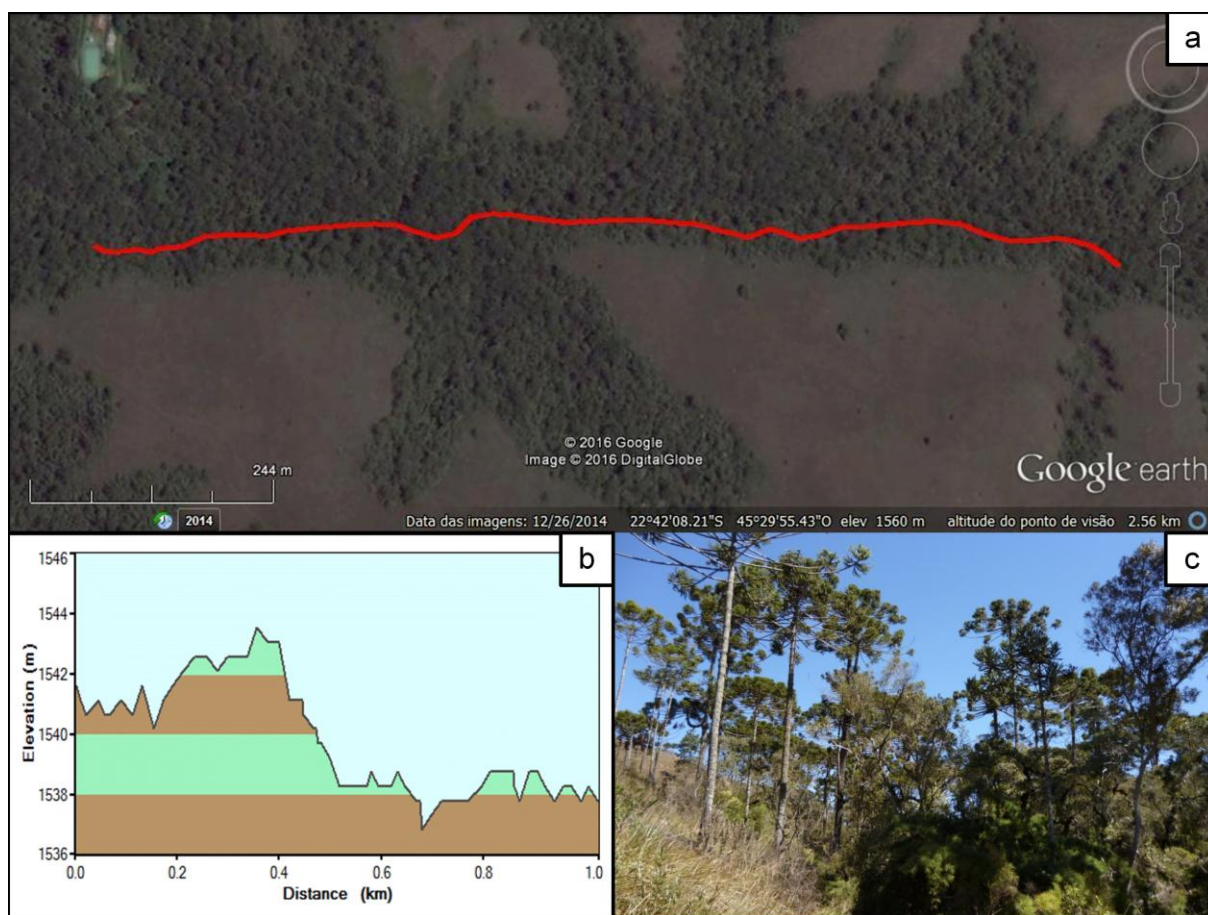 a
© 2016 Google
Image © 2016 DigitalGlobe
244 m
Google earth
2014
Data das imagens: 12/26/2014 22°42'08.21"S 45°29'55.43"O elev 1560 m altitude do ponto de visão 2.56 km
b
1546
1544
1542
1540
1538
1536
Elevation (m)
0.0 0.2 0.4 0.6 0.8 1.0
Distance (km)
c